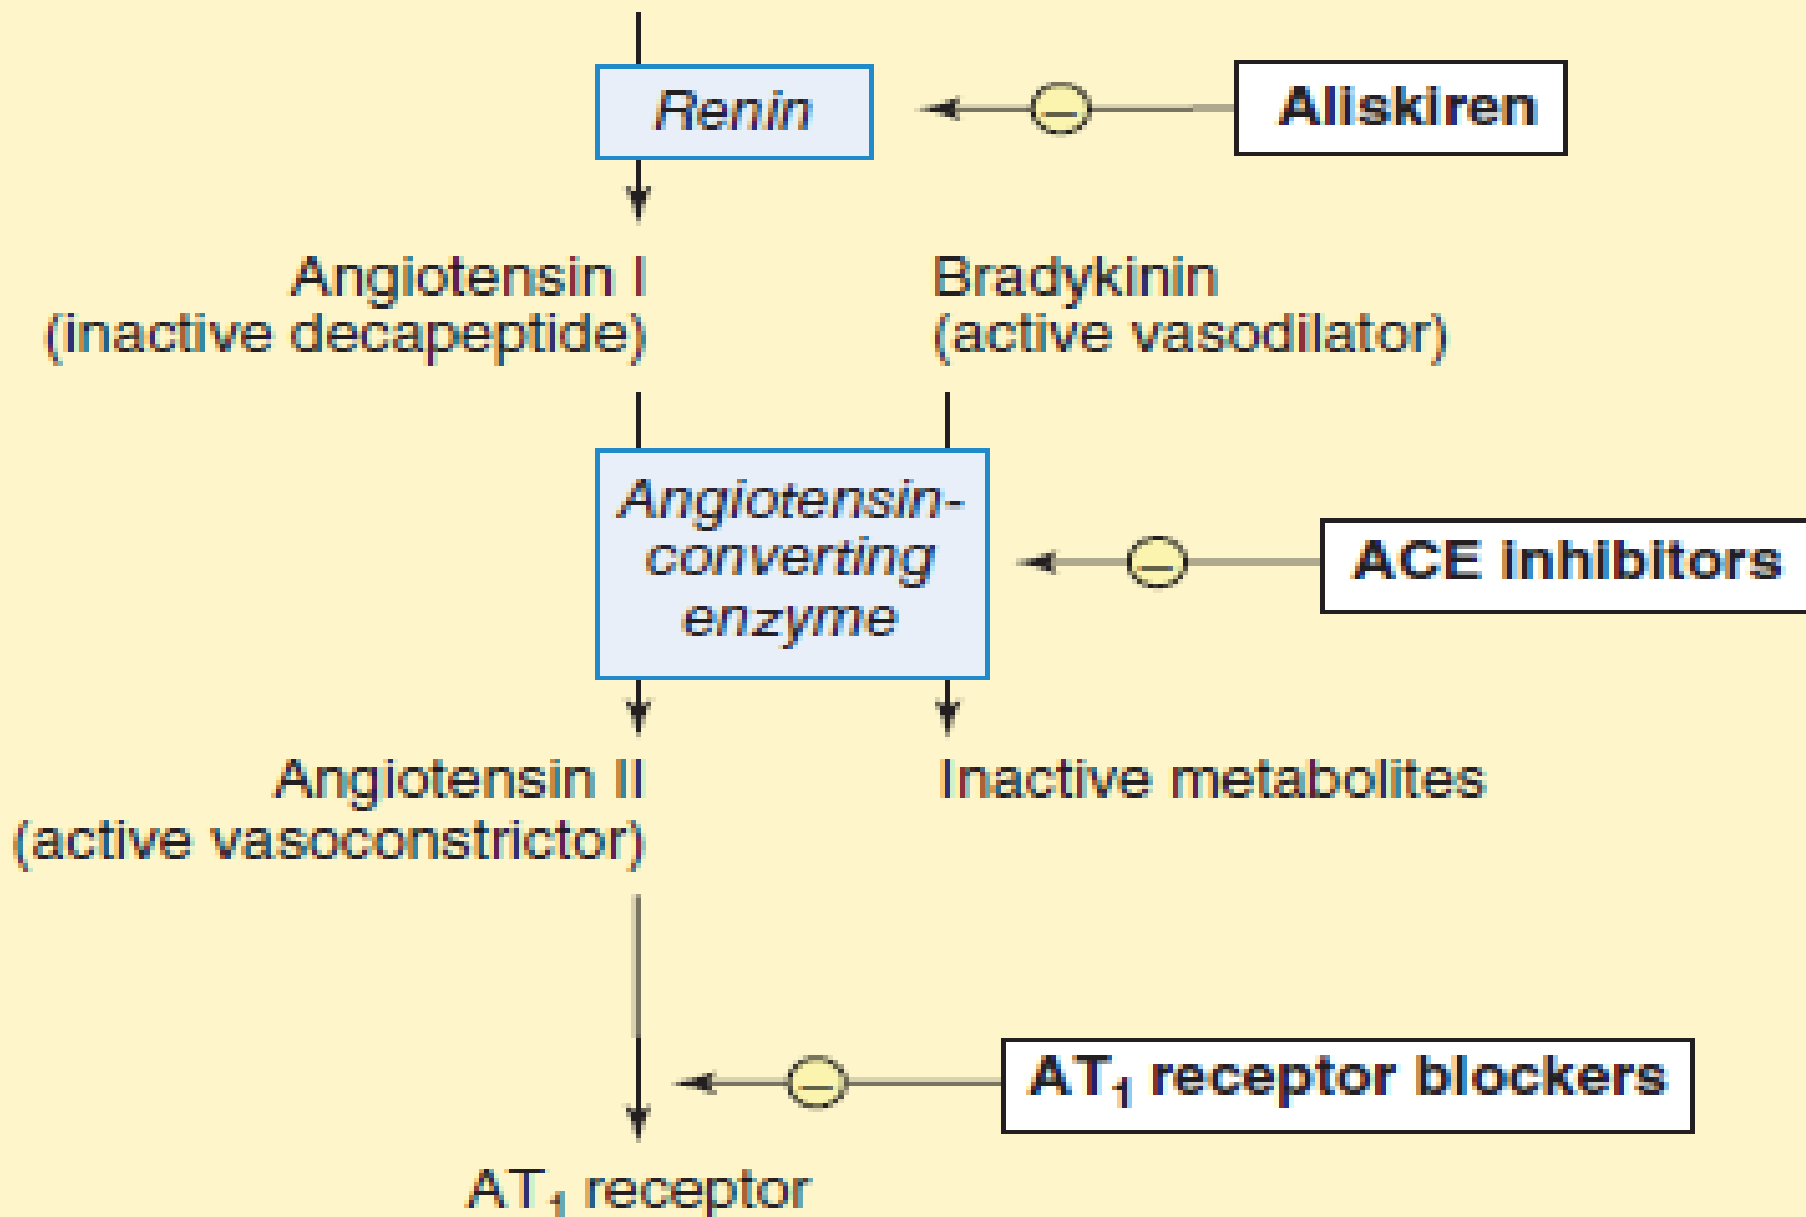 Renin
Aliskiren
Angiotensin I
(inactive decapeptide)
Bradykinin
(active vasodilator)
Angiotensin-
converting
enzyme
ACE inhibitors
Angiotensin II
(active vasoconstrictor)
Inactive metabolites
AT₁ receptor blockers
AT₁ receptor